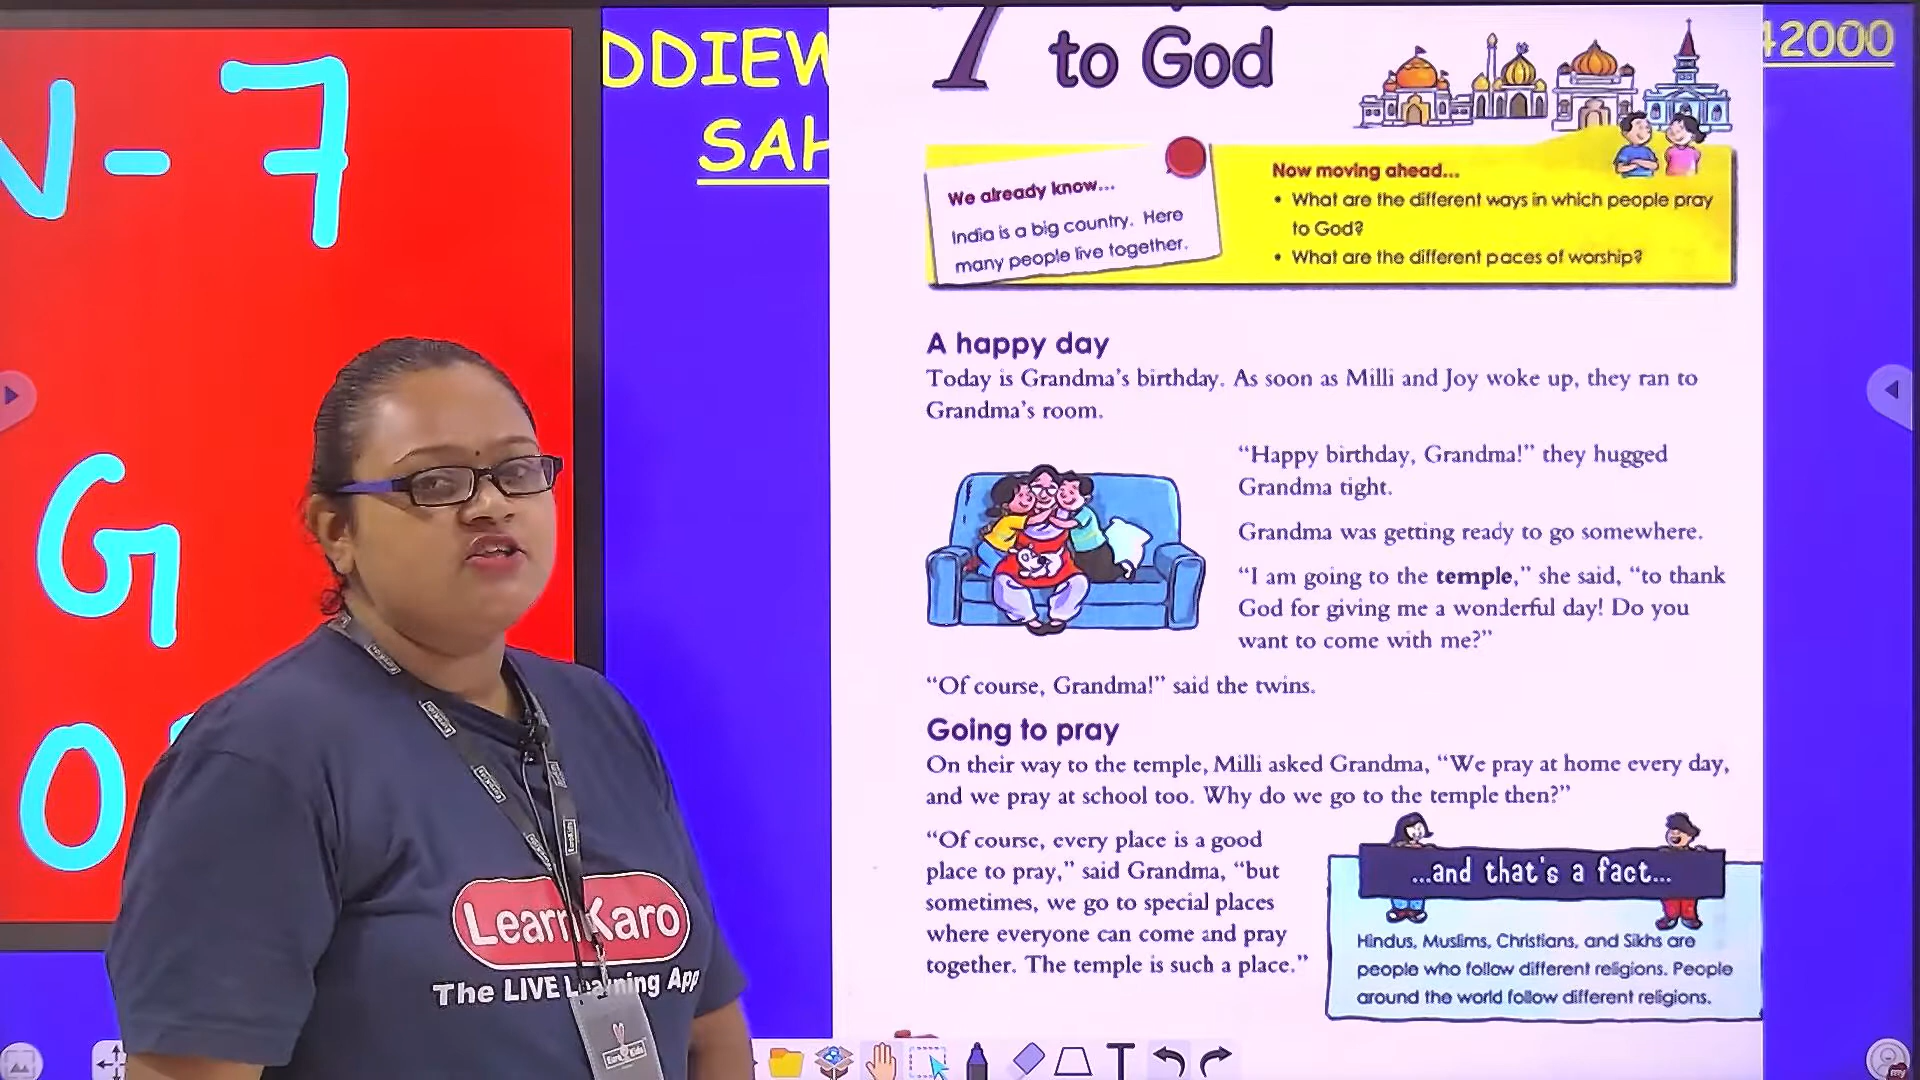 - 7
G
DDIEW
SAH
42000
7
to God
We already know...
India is a big country. Here
many people live together.
Now moving ahead...
• What are the different ways in which people pray
to God?
• What are the different paces of worship?
A happy day
Today is Grandma's birthday. As soon as Milli and Joy woke up, they ran to
Grandma's room.
“Happy birthday, Grandma!” they hugged
Grandma tight.
Grandma was getting ready to go somewhere.
“I am going to the temple,” she said, “to thank
God for giving me a wonderful day! Do you
want to come with me?”
“Of course, Grandma!” said the twins.
Going to pray
On their way to the temple, Milli asked Grandma, “We pray at home every day,
and we pray at school too. Why do we go to the temple then?”
“Of course, every place is a good
place to pray,” said Grandma, “but
sometimes, we go to special places
where everyone can come and pray
together. The temple is such a place.”
...and that's a fact...
Hindus, Muslims, Christians, and Sikhs are
people who follow different religions. People
around the world follow different religions.
LearnKaro
The LIVE Learning App
EuroKids